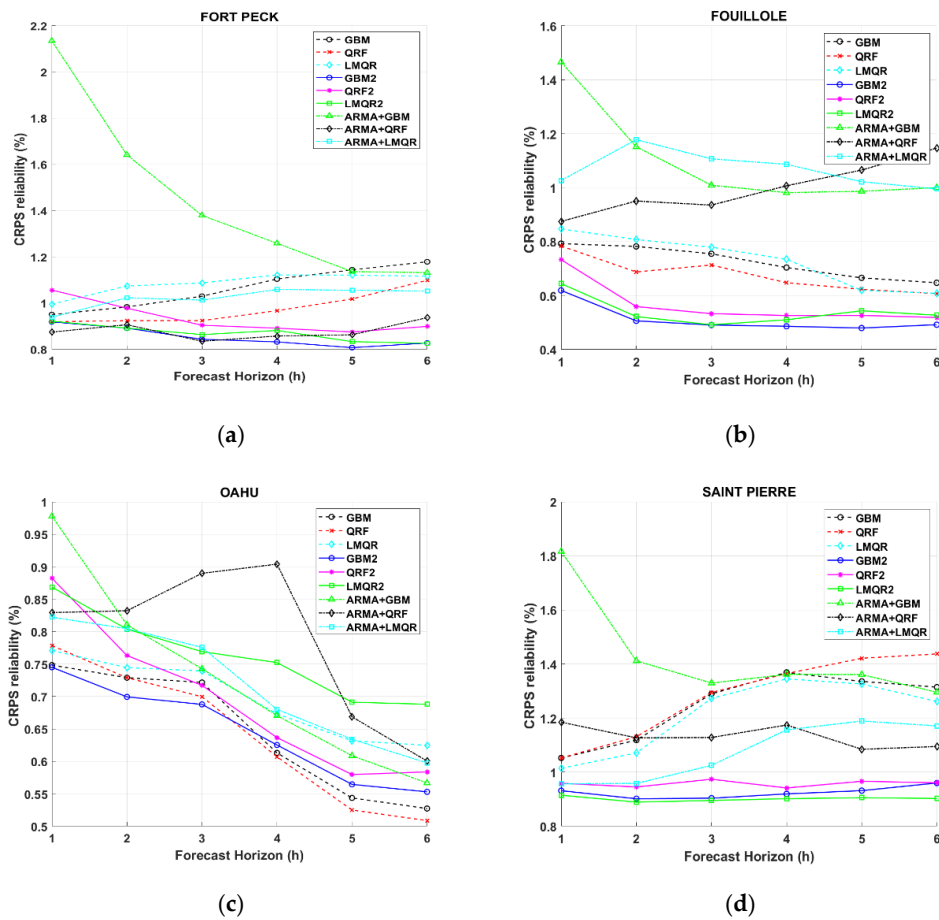 FORT PECK
CRPS reliability (%)
2.2
2
1.8
1.6
1.4
1.2
1
0.8
1 2 3 4 5 6
Forecast Horizon (h)
GBM
QRF
LMQR
GBM2
QRF2
LMQR2
ARMA+GBM
ARMA+QRF
ARMA+LMQR
(a)
FOUILLOLE
CRPS reliability (%)
1.6
1.4
1.2
1
0.8
0.6
0.4
1 2 3 4 5 6
Forecast Horizon (h)
GBM
QRF
LMQR
GBM2
QRF2
LMQR2
ARMA+GBM
ARMA+QRF
ARMA+LMQR
(b)
OAHU
CRPS reliability (%)
1
0.95
0.9
0.85
0.8
0.75
0.7
0.65
0.6
0.55
0.5
1 2 3 4 5 6
Forecast Horizon (h)
GBM
QRF
LMQR
GBM2
QRF2
LMQR2
ARMA+GBM
ARMA+QRF
ARMA+LMQR
(c)
SAINT PIERRE
CRPS reliability (%)
2
1.8
1.6
1.4
1.2
1
0.8
1 2 3 4 5 6
Forecast Horizon (h)
GBM
QRF
LMQR
GBM2
QRF2
LMQR2
ARMA+GBM
ARMA+QRF
ARMA+LMQR
(d)